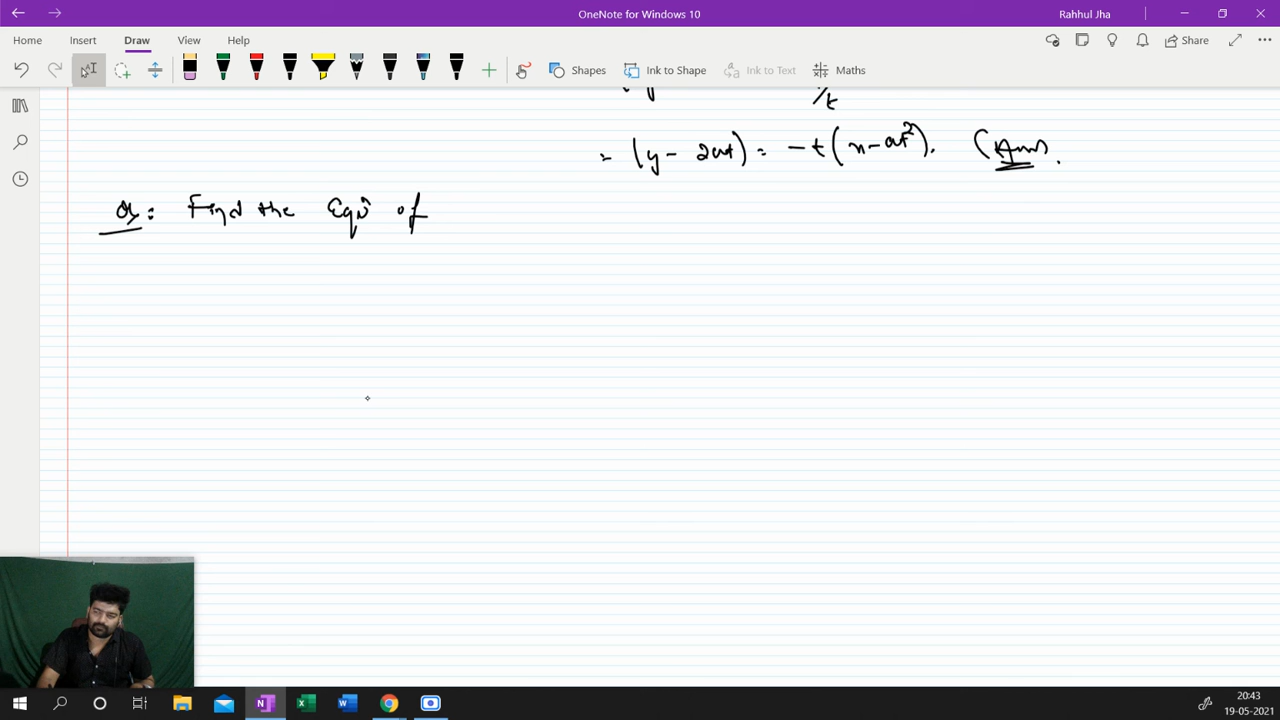 OneNote for Windows 10
Rahhul Jha
Home Insert Draw View Help
Share
Shapes Ink to Shape Ink to Text Maths
= (y - 2at) = -t(x - at²). (Ans).
Q: Find the Eqn of
20:43
19-05-2021